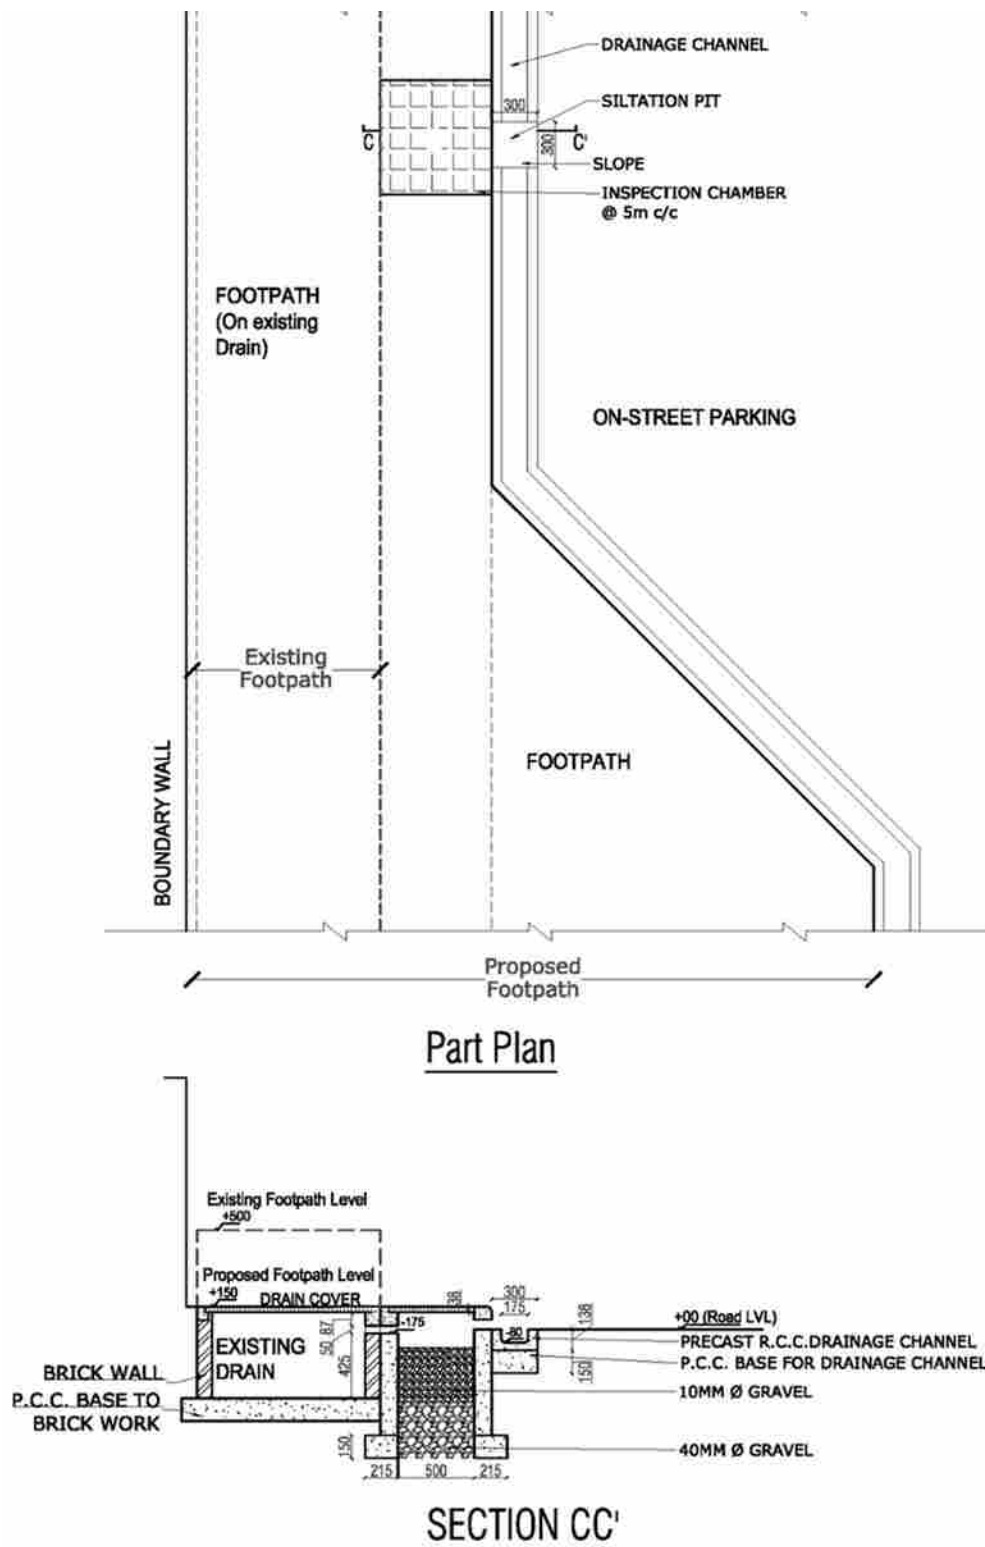 DRAINAGE CHANNEL
300
SILTATION PIT
C
C'
300
SLOPE
INSPECTION CHAMBER
@ 5m c/c
FOOTPATH
(On existing
Drain)
ON-STREET PARKING
Existing
Footpath
FOOTPATH
BOUNDARY WALL
Proposed
Footpath
Part Plan
Existing Footpath Level
+500
Proposed Footpath Level
+150
DRAIN COVER
38
300
175
138
+00 (Road LVL)
-175
-80
PRECAST R.C.C.DRAINAGE CHANNEL
EXISTING
DRAIN
50
87
425
P.C.C. BASE FOR DRAINAGE CHANNEL
150
BRICK WALL
10MM Ø GRAVEL
P.C.C. BASE TO
BRICK WORK
150
40MM Ø GRAVEL
215
500
215
SECTION CC'